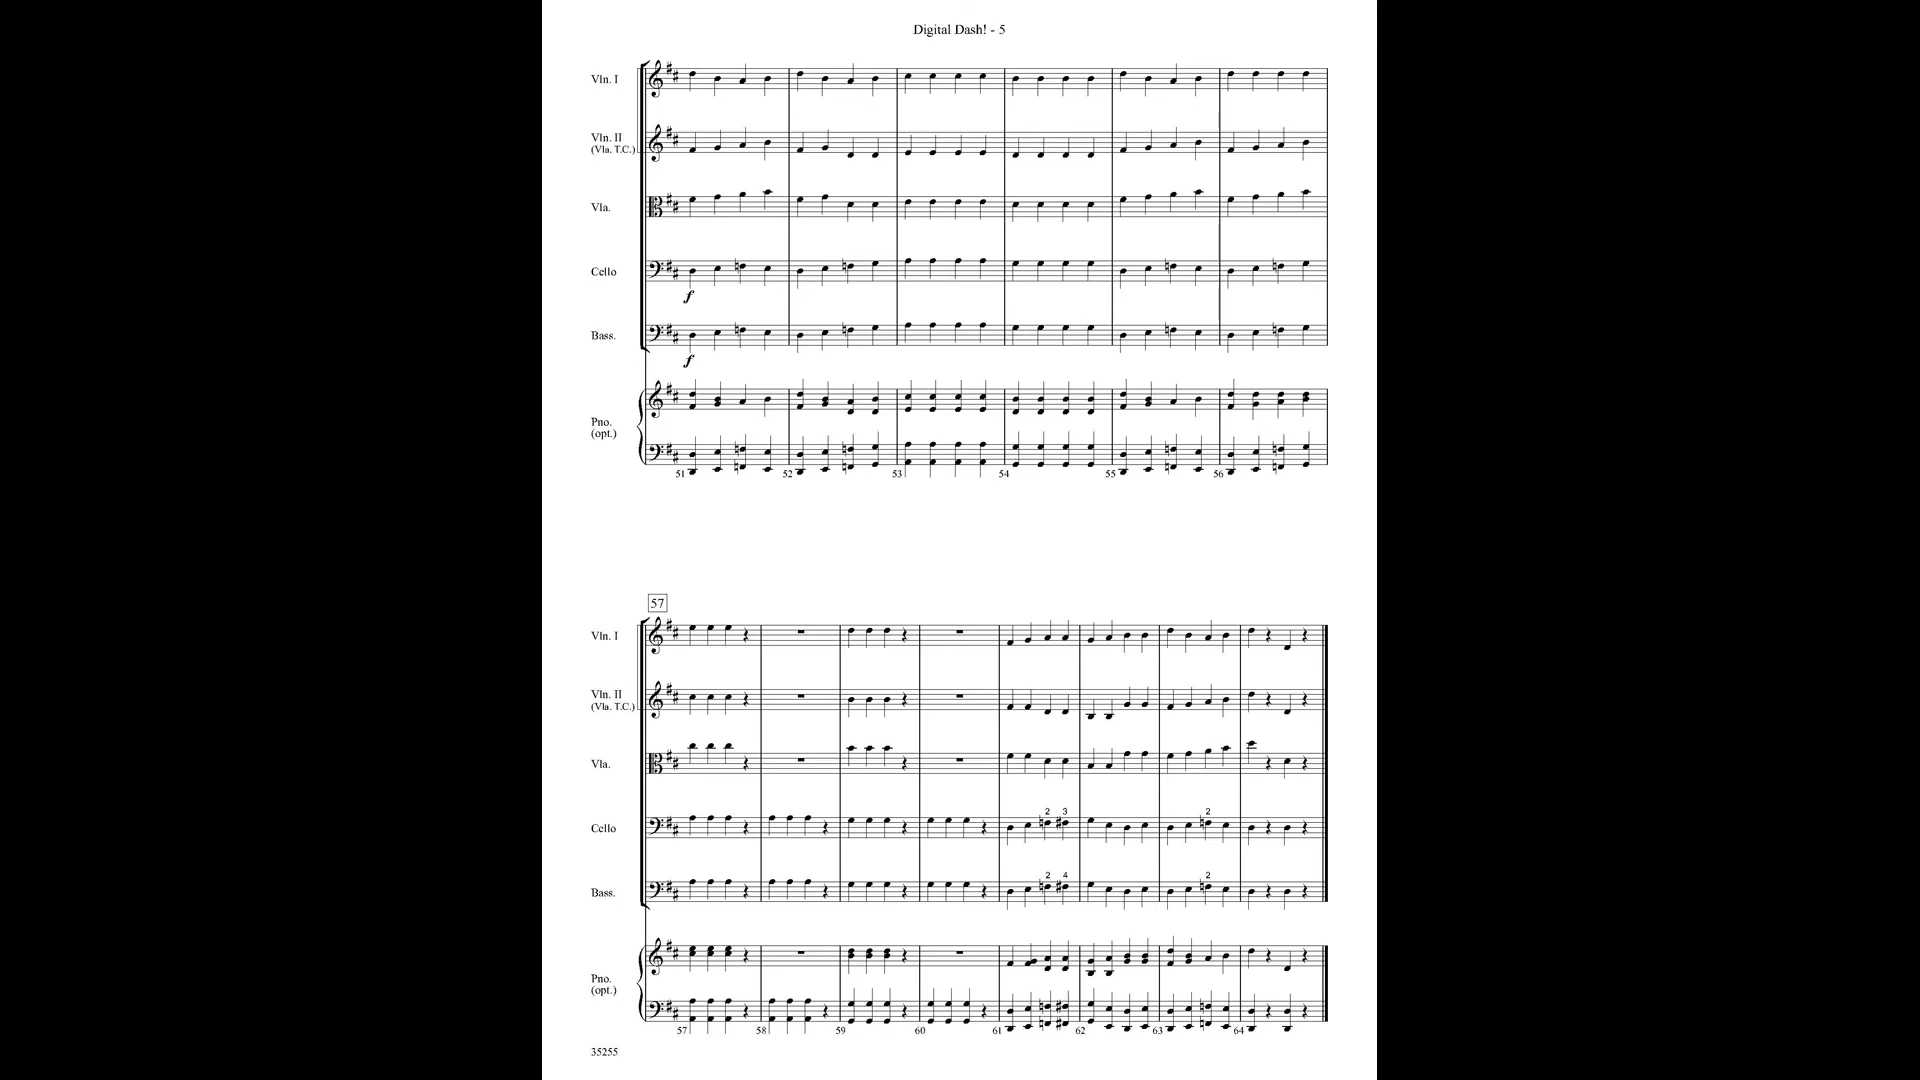 Digital Dash! - 5
Vln. I
Vln. II
(Vla. T.C.)
Vla.
Cello
f
Bass.
f
Pno.
(opt.)
51 52 53 54 55 56
57
Vln. I
Vln. II
(Vla. T.C.)
Vla.
2 3 2
Cello
2 4 2
Bass.
Pno.
(opt.)
57 58 59 60 61 62 63 64
35255